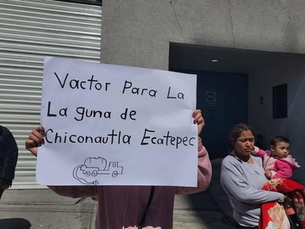 Vactor Para La
La guna de
Chiconautla Ecatepec